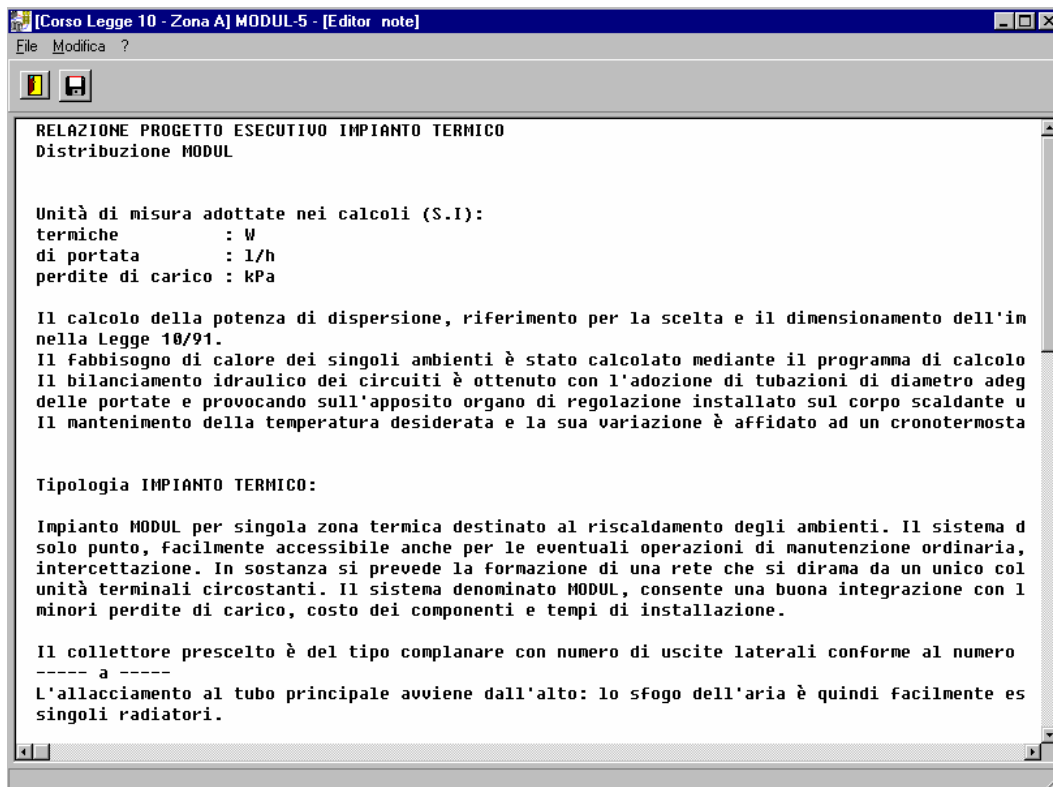 [Corso Legge 10 - Zona A] MODUL-5 - [Editor note]
File Modifica ?
RELAZIONE PROGETTO ESECUTIVO IMPIANTO TERMICO
Distribuzione MODUL
Unità di misura adottate nei calcoli (S.I):
termiche : W
di portata : l/h
perdite di carico : kPa
Il calcolo della potenza di dispersione, riferimento per la scelta e il dimensionamento dell'im
nella Legge 10/91.
Il fabbisogno di calore dei singoli ambienti è stato calcolato mediante il programma di calcolo
Il bilanciamento idraulico dei circuiti è ottenuto con l'adozione di tubazioni di diametro adeg
delle portate e provocando sull'apposito organo di regolazione installato sul corpo scaldante u
Il mantenimento della temperatura desiderata e la sua variazione è affidato ad un cronotermosta
Tipologia IMPIANTO TERMICO:
Impianto MODUL per singola zona termica destinato al riscaldamento degli ambienti. Il sistema d
solo punto, facilmente accessibile anche per le eventuali operazioni di manutenzione ordinaria,
intercettazione. In sostanza si prevede la formazione di una rete che si dirama da un unico col
unità terminali circostanti. Il sistema denominato MODUL, consente una buona integrazione con l
minori perdite di carico, costo dei componenti e tempi di installazione.
Il collettore prescelto è del tipo complanare con numero di uscite laterali conforme al numero
----- a -----
L'allacciamento al tubo principale avviene dall'alto: lo sfogo dell'aria è quindi facilmente es
singoli radiatori.